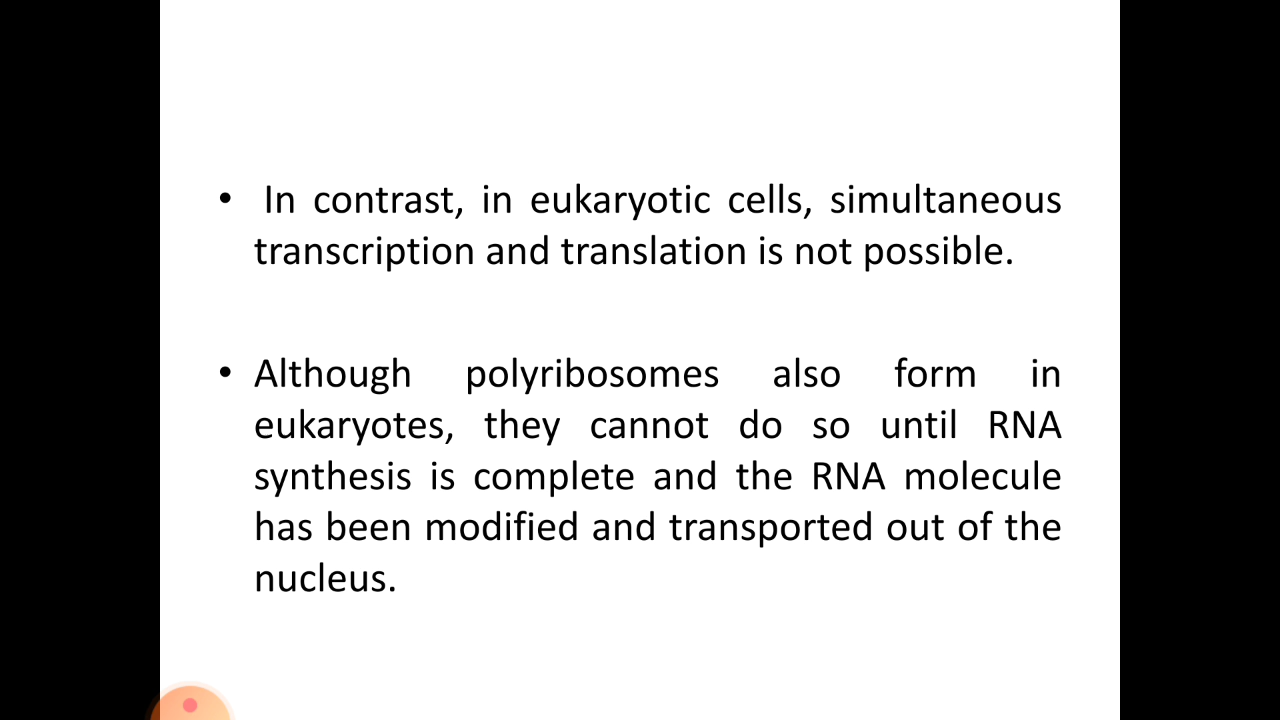 • In contrast, in eukaryotic cells, simultaneous
transcription and translation is not possible.
• Although polyribosomes also form in
eukaryotes, they cannot do so until RNA
synthesis is complete and the RNA molecule
has been modified and transported out of the
nucleus.